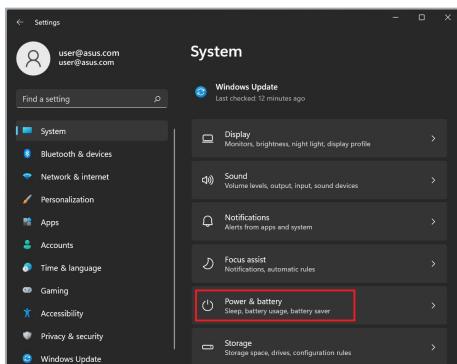 Settings
user@asus.com
user@asus.com
Find a setting
System
Bluetooth & devices
Network & internet
Personalization
Apps
Accounts
Time & language
Gaming
Accessibility
Privacy & security
Windows Update
System
Windows Update
Last checked: 12 minutes ago
Display
Monitors, brightness, night light, display profile
Sound
Volume levels, output, input, sound devices
Notifications
Alerts from apps and system
Focus assist
Notifications, automatic rules
Power & battery
Sleep, battery usage, battery saver
Storage
Storage space, drives, configuration rules